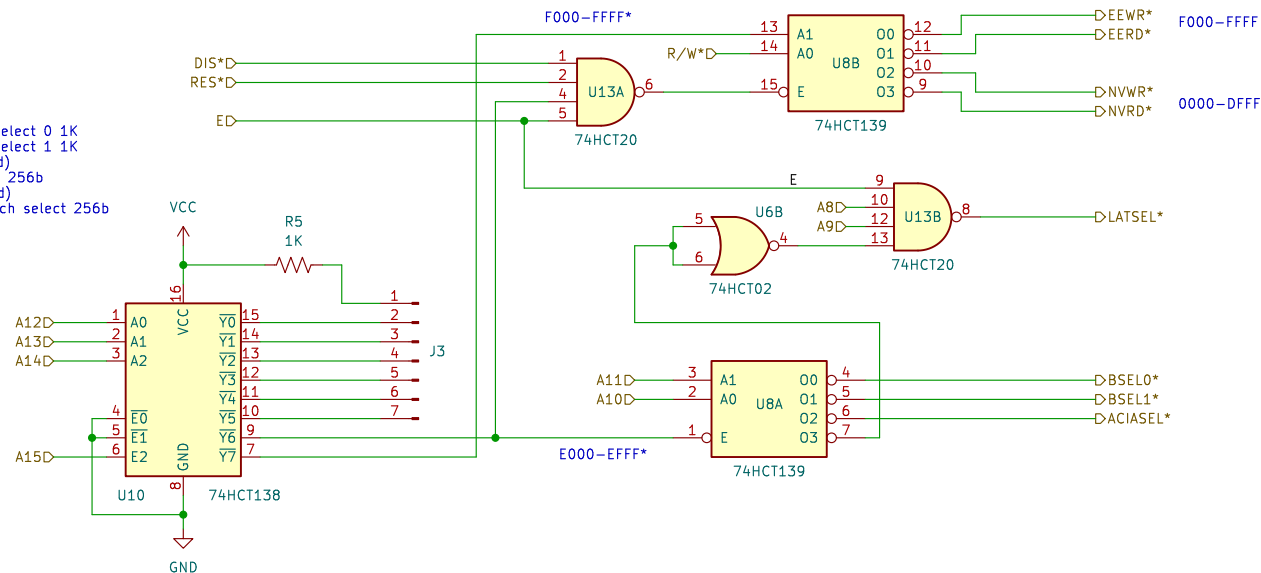 F000-FFFF*
DIS*
RES*
E
1
2
4
5
U13A
6
74HCT20
R/W*
13
14
15
A1
A0
E
U8B
O0
O1
O2
O3
12
11
10
9
74HCT139
EEWR*
EERD*
NVWR*
NVRD*
F000-FFFF
0000-DFFF
elect 0 1K
elect 1 1K
d)
256b
d)
ch select 256b
E
A8
A9
9
10
12
13
U13B
8
74HCT20
LATSEL*
U6B
5
6
4
74HCT02
VCC
R5
1K
16
VCC
A12
A13
A14
A15
1
2
3
4
5
6
A0
A1
A2
E0
E1
E2
Y0
Y1
Y2
Y3
Y4
Y5
Y6
Y7
15
14
13
12
11
10
9
7
GND
8
U10
74HCT138
GND
1
2
3
4
5
6
7
J3
E000-EFFF*
A11
A10
3
2
1
A1
A0
E
U8A
O0
O1
O2
O3
4
5
6
7
74HCT139
BSEL0*
BSEL1*
ACIASEL*